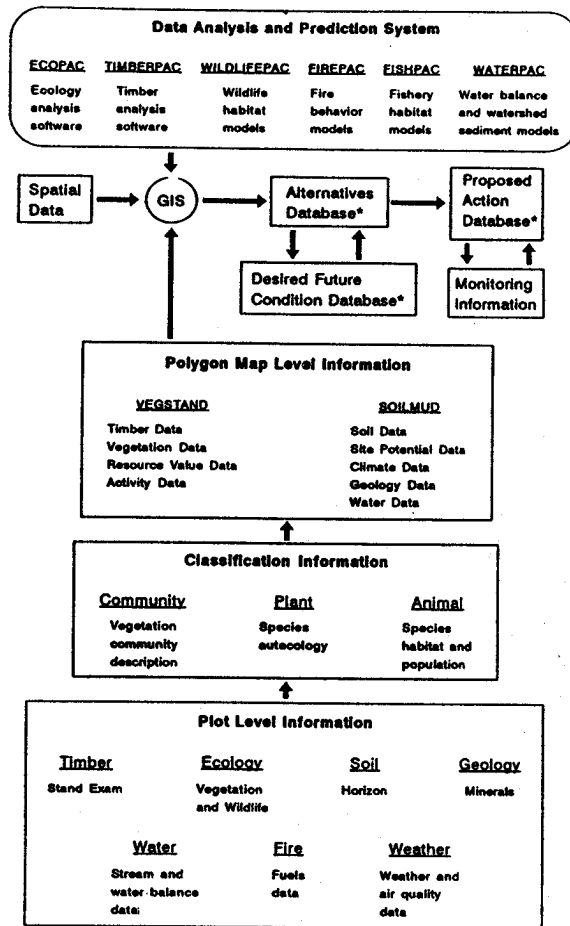 Data Analysis and Prediction System
ECOPAC
Ecology
analysis
software
TIMBERPAC
Timber
analysis
software
WILDLIFEPAC
Wildlife
habitat
models
FIREPAC
Fire
behavior
models
FISHPAC
Fishery
habitat
models
WATERPAC
Water balance
and watershed
sediment models
Spatial
Data
GIS
Alternatives
Database*
Proposed
Action
Database*
Desired Future
Condition Database*
Monitoring
Information
Polygon Map Level Information
VEGSTAND
Timber Data
Vegetation Data
Resource Value Data
Activity Data
SOILMUD
Soil Data
Site Potential Data
Climate Data
Geology Data
Water Data
Classification Information
Community
Vegetation
community
description
Plant
Species
autecology
Animal
Species
habitat and
population
Plot Level Information
Timber
Stand Exam
Ecology
Vegetation
and Wildlife
Soil
Horizon
Geology
Minerals
Water
Stream and
water-balance
data
Fire
Fuels
data
Weather
Weather and
air quality
data